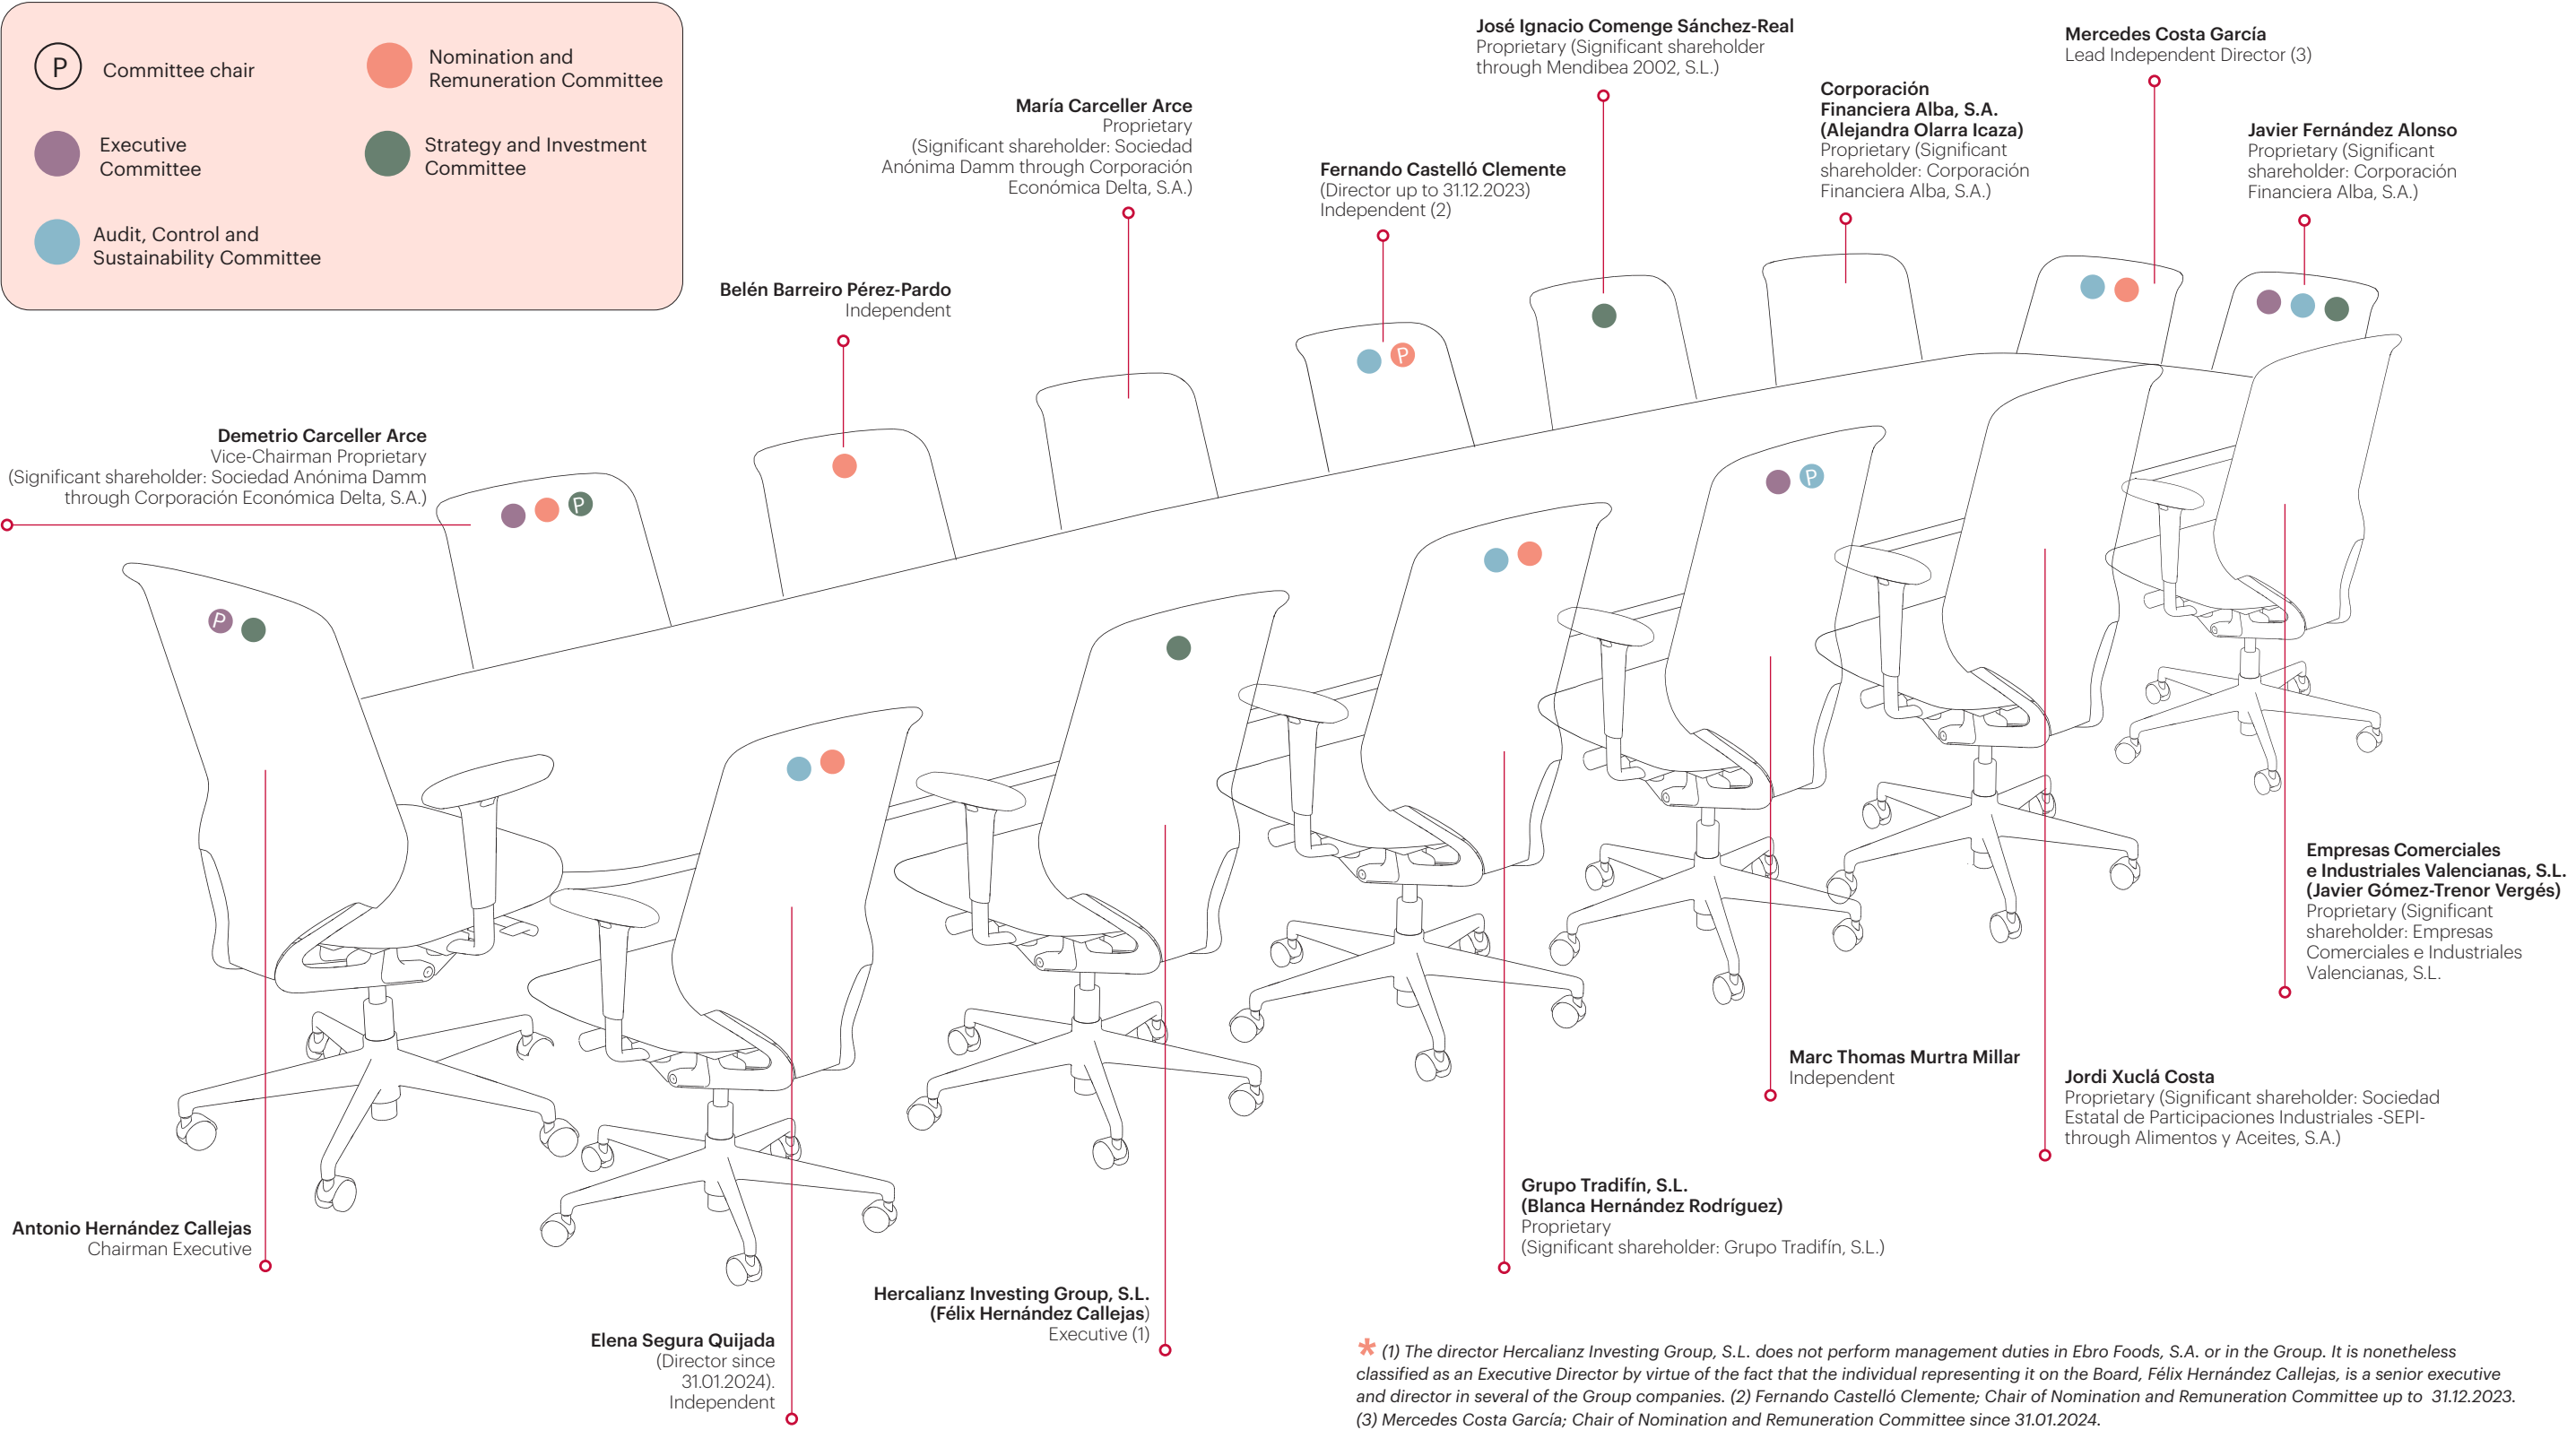 P
Committee chair
Nomination and
Remuneration Committee
Executive
Committee
Strategy and Investment
Committee
Audit, Control and
Sustainability Committee
José Ignacio Comenge Sánchez-Real
Proprietary (Significant shareholder
through Mendibea 2002, S.L.)
Mercedes Costa García
Lead Independent Director (3)
María Carceller Arce
Proprietary
(Significant shareholder: Sociedad
Anónima Damm through Corporación
Económica Delta, S.A.)
Corporación
Financiera Alba, S.A.
(Alejandra Olarra Icaza)
Proprietary (Significant
shareholder: Corporación
Financiera Alba, S.A.)
Javier Fernández Alonso
Proprietary (Significant
shareholder: Corporación
Financiera Alba, S.A.)
Fernando Castelló Clemente
(Director up to 31.12.2023)
Independent (2)
Belén Barreiro Pérez-Pardo
Independent
P
Demetrio Carceller Arce
Vice-Chairman Proprietary
(Significant shareholder: Sociedad Anónima Damm
through Corporación Económica Delta, S.A.)
P
P
P
Empresas Comerciales
e Industriales Valencianas, S.L.
(Javier Gómez-Trenor Vergés)
Proprietary (Significant
shareholder: Empresas
Comerciales e Industriales
Valencianas, S.L.
Marc Thomas Murtra Millar
Independent
Jordi Xuclá Costa
Proprietary (Significant shareholder: Sociedad
Estatal de Participaciones Industriales -SEPI-
through Alimentos y Aceites, S.A.)
Grupo Tradifín, S.L.
(Blanca Hernández Rodríguez)
Proprietary
(Significant shareholder: Grupo Tradifín, S.L.)
Antonio Hernández Callejas
Chairman Executive
Hercalianz Investing Group, S.L.
(Félix Hernández Callejas)
Executive (1)
Elena Segura Quijada
(Director since
31.01.2024).
Independent
* (1) The director Hercalianz Investing Group, S.L. does not perform management duties in Ebro Foods, S.A. or in the Group. It is nonetheless
classified as an Executive Director by virtue of the fact that the individual representing it on the Board, Félix Hernández Callejas, is a senior executive
and director in several of the Group companies. (2) Fernando Castelló Clemente; Chair of Nomination and Remuneration Committee up to 31.12.2023.
(3) Mercedes Costa García; Chair of Nomination and Remuneration Committee since 31.01.2024.